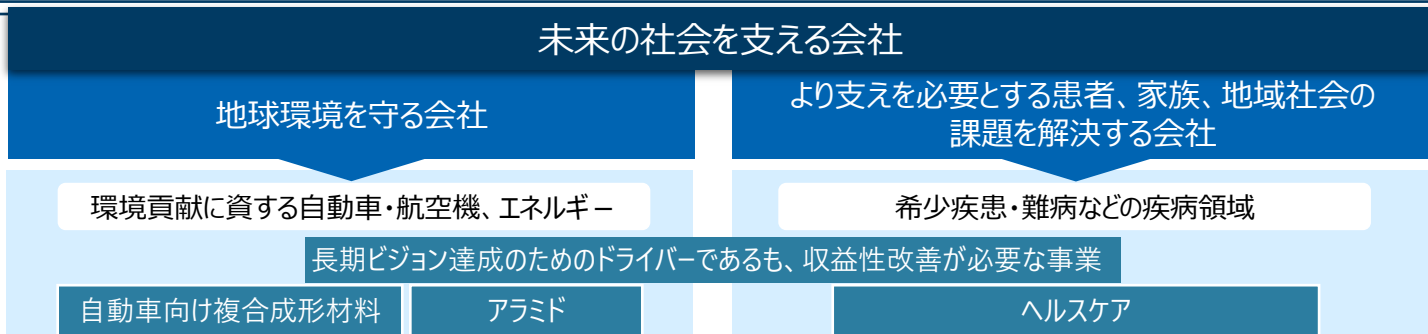 未来の社会を支える会社
地球環境を守る会社
より支えを必要とする患者、家族、地域社会の
課題を解決する会社
環境貢献に資する自動車・航空機、エネルギー
希少疾患・難病などの疾病領域
長期ビジョン達成のためのドライバーであるも、収益性改善が必要な事業
自動車向け複合成形材料
アラミド
ヘルスケア